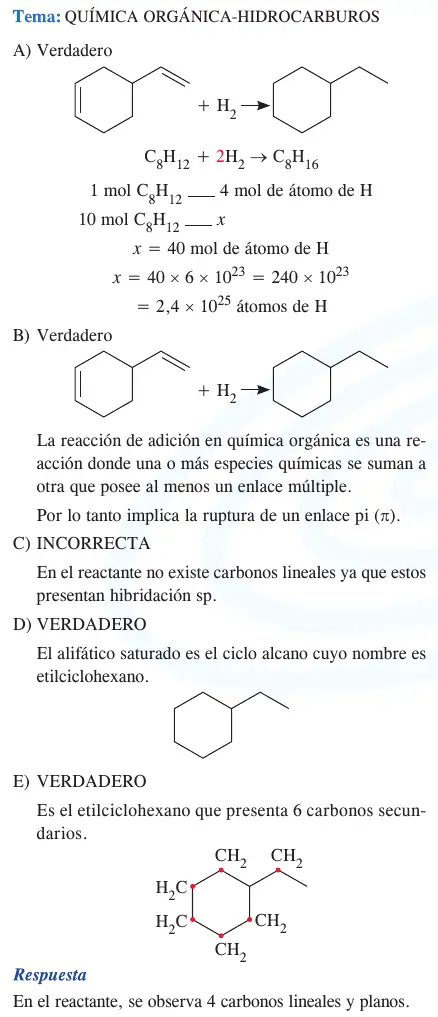 Tema: QUÍMICA ORGÁNICA-HIDROCARBUROS
A) Verdadero
+ H₂
C₈H₁₂ + 2H₂ → C₈H₁₆
1 mol C₈H₁₂ ___ 4 mol de átomo de H
10 mol C₈H₁₂ ___ x
x = 40 mol de átomo de H
x = 40 × 6 × 10²³ = 240 × 10²³
= 2,4 × 10²⁵ átomos de H
B) Verdadero
+ H₂
La reacción de adición en química orgánica es una re-
acción donde una o más especies químicas se suman a
otra que posee al menos un enlace múltiple.
Por lo tanto implica la ruptura de un enlace pi (π).
C) INCORRECTA
En el reactante no existe carbonos lineales ya que estos
presentan hibridación sp.
D) VERDADERO
El alifático saturado es el ciclo alcano cuyo nombre es
etilciclohexano.
E) VERDADERO
Es el etilciclohexano que presenta 6 carbonos secun-
darios.
CH₂ CH₂
H₂C
H₂C CH₂
CH₂
Respuesta
En el reactante, se observa 4 carbonos lineales y planos.